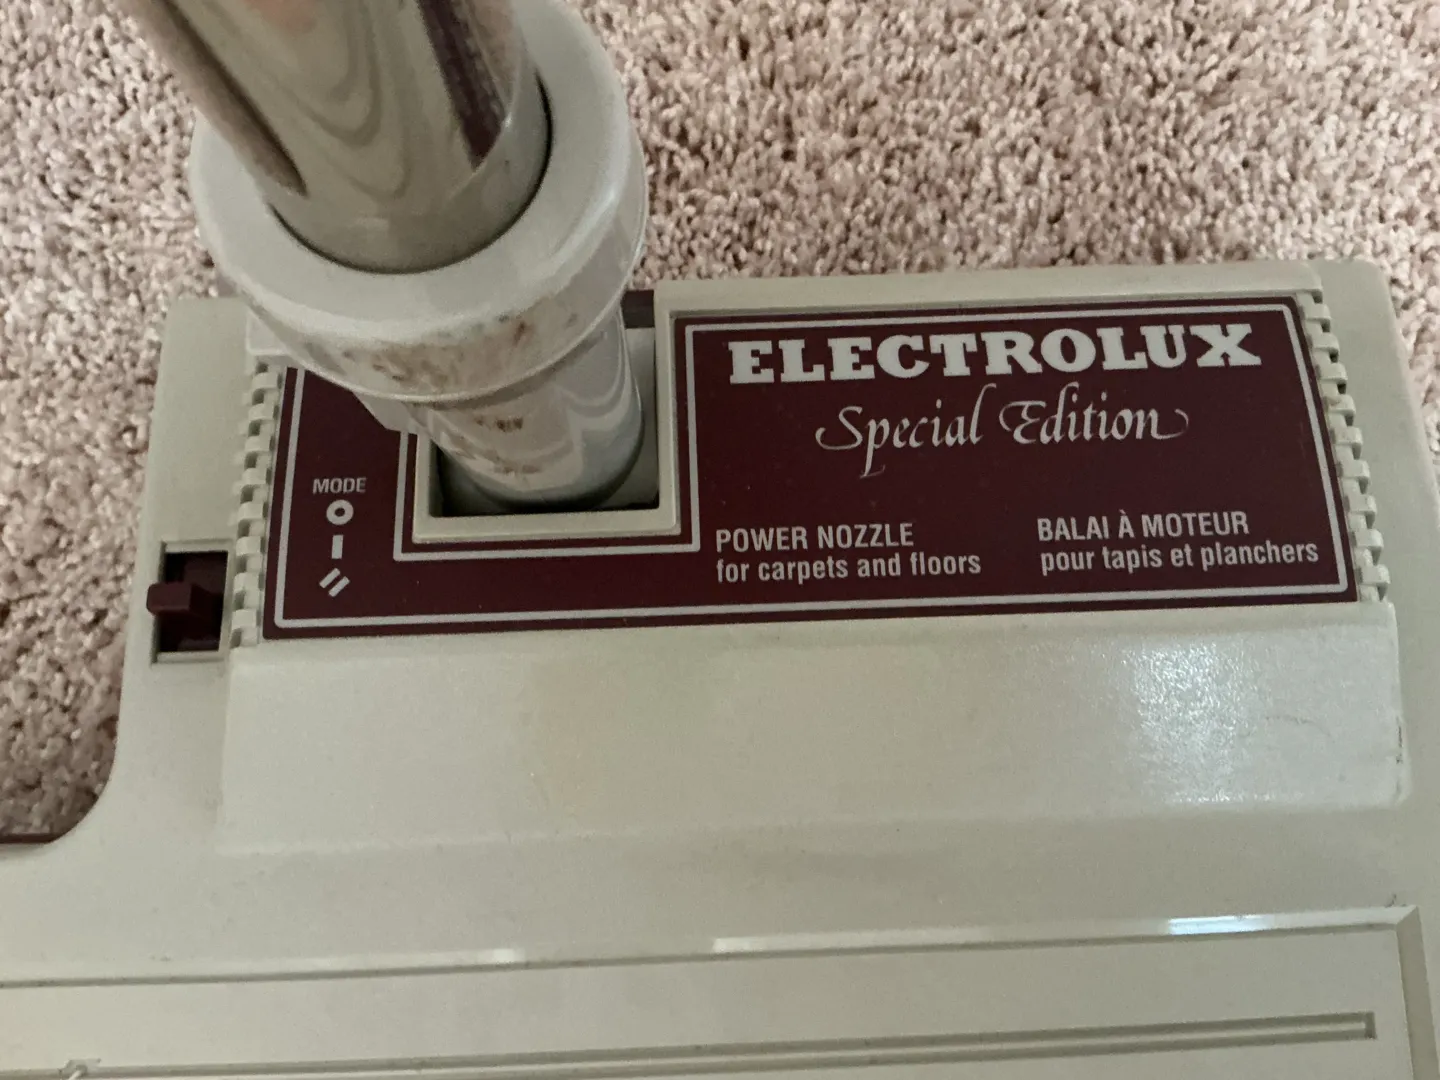 ELECTROLUX
Special Edition
MODE
POWER NOZZLE
for carpets and floors
BALAI À MOTEUR
pour tapis et planchers